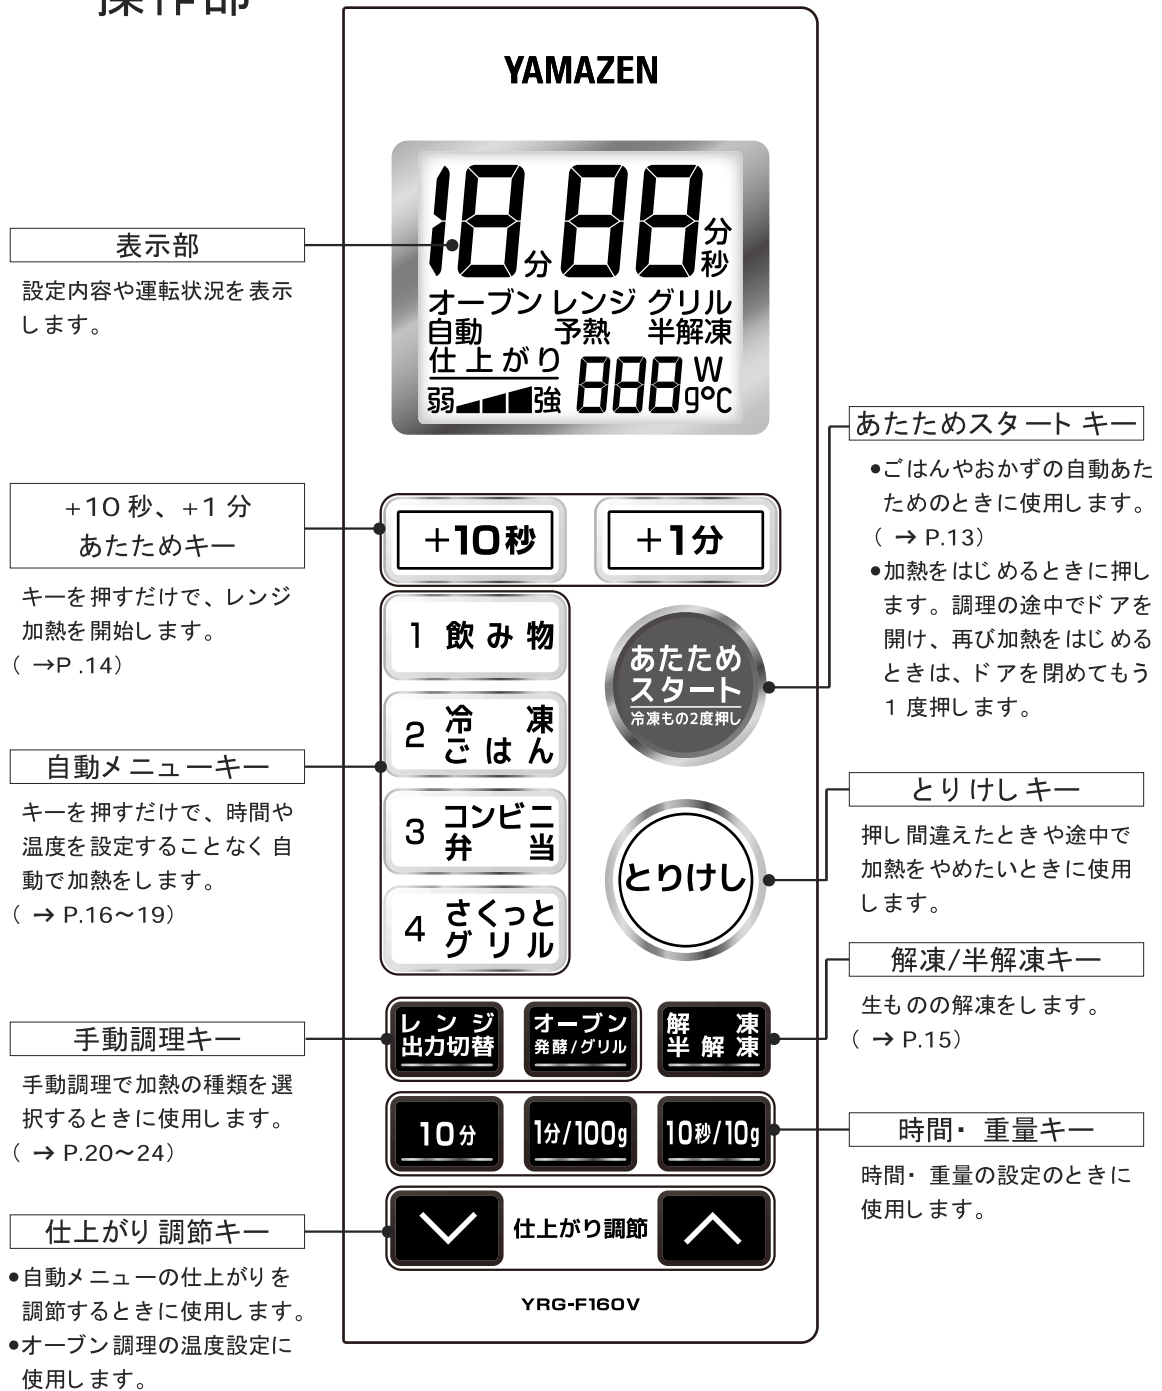 操作部
YAMAZEN
18 88
分
分
秒
オーブン レンジ グリル
自動 予熱 半解凍
仕上がり
弱 強 888 W
g℃
表示部
設定内容や運転状況を表示
します。
+10秒、+1分
あたためキー
キーを押すだけで、レンジ
加熱を開始します。
(→P.14)
自動メニューキー
キーを押すだけで、時間や
温度を設定することなく自
動で加熱をします。
(→P.16〜19)
手動調理キー
手動調理で加熱の種類を選
択するときに使用します。
(→P.20〜24)
仕上がり調節キー
●自動メニューの仕上がりを
調節するときに使用します。
●オーブン調理の温度設定に
使用します。
+10秒
+1分
1 飲み物
2 冷凍
ごはん
3 コンビニ
弁当
4 さくっと
グリル
あたため
スタート
冷凍もの2度押し
とりけし
レンジ
出力切替
オーブン
発酵/グリル
解凍
半解凍
10分
1分/100g
10秒/10g
仕上がり調節
YRG-F160V
あたためスタートキー
●ごはんやおかずの自動あた
ためのときに使用します。
(→P.13)
●加熱をはじめるときに押し
ます。調理の途中でドアを
開け、再び加熱をはじめる
ときは、ドアを閉めてもう
1度押します。
とりけしキー
押し間違えたときや途中で
加熱をやめたいときに使用
します。
解凍/半解凍キー
生ものの解凍をします。
(→P.15)
時間・重量キー
時間・重量の設定のときに
使用します。